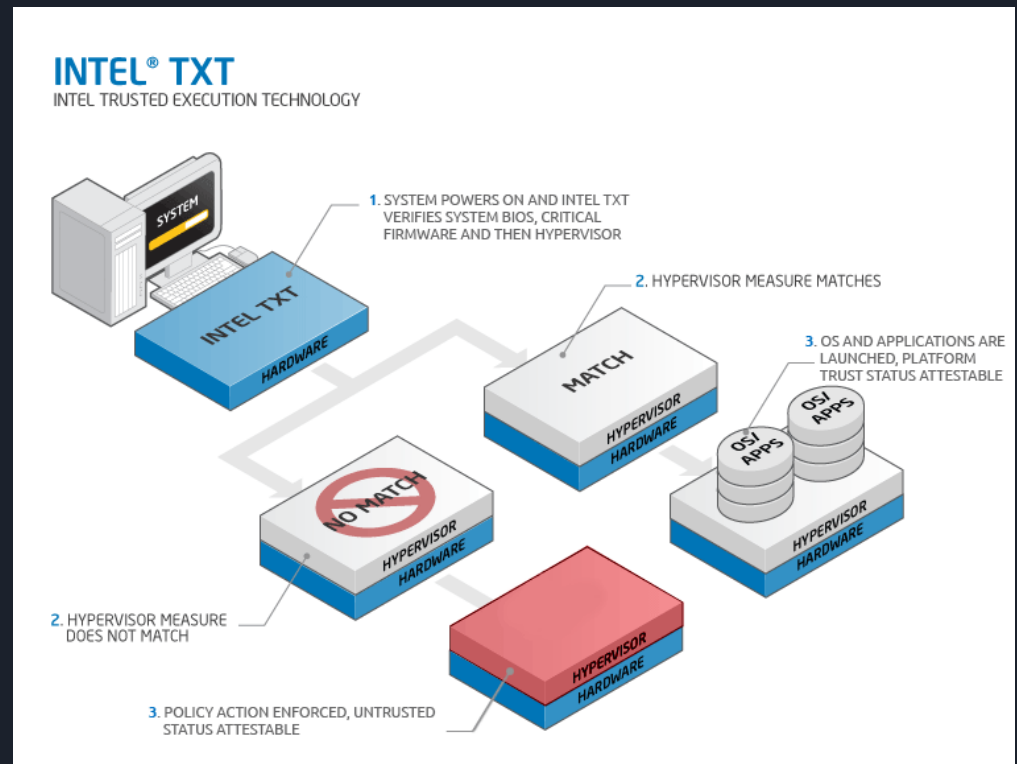 INTEL® TXT
INTEL TRUSTED EXECUTION TECHNOLOGY
SYSTEM
1. SYSTEM POWERS ON AND INTEL TXT
VERIFIES SYSTEM BIOS, CRITICAL
FIRMWARE AND THEN HYPERVISOR
INTEL TXT
HARDWARE
2. HYPERVISOR MEASURE MATCHES
MATCH
HYPERVISOR
HARDWARE
3. OS AND APPLICATIONS ARE
LAUNCHED, PLATFORM
TRUST STATUS ATTESTABLE
OS/
APPS
OS/
APPS
HYPERVISOR
HARDWARE
NO MATCH
HYPERVISOR
HARDWARE
2. HYPERVISOR MEASURE
DOES NOT MATCH
HYPERVISOR
HARDWARE
3. POLICY ACTION ENFORCED, UNTRUSTED
STATUS ATTESTABLE